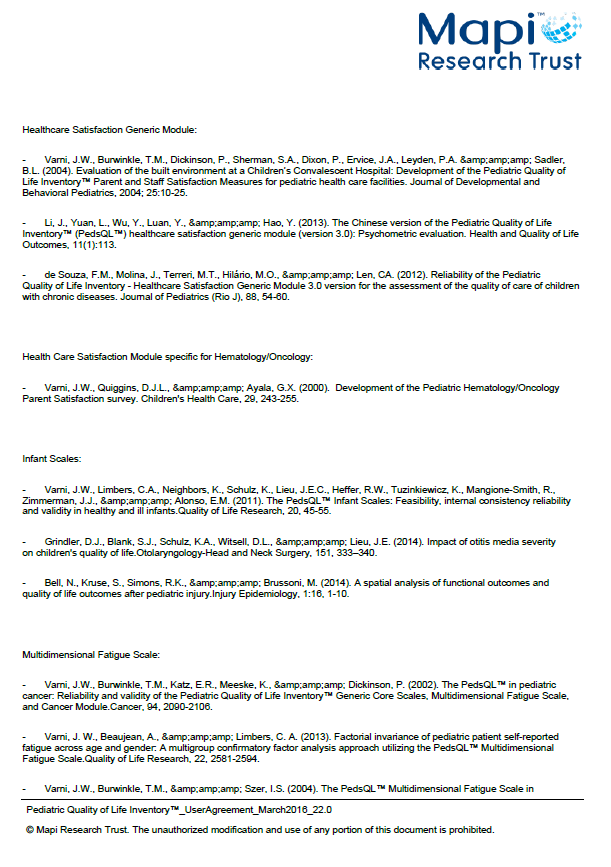 Mapi™
Research Trust
Healthcare Satisfaction Generic Module:
- Varni, J.W., Burwinkle, T.M., Dickinson, P., Sherman, S.A., Dixon, P., Ervice, J.A., Leyden, P.A. &amp;amp;amp; Sadler,
B.L. (2004). Evaluation of the built environment at a Children's Convalescent Hospital: Development of the Pediatric Quality of
Life Inventory™ Parent and Staff Satisfaction Measures for pediatric health care facilities. Journal of Developmental and
Behavioral Pediatrics, 2004; 25:10-25.
- Li, J., Yuan, L., Wu, Y., Luan, Y., &amp;amp;amp; Hao, Y. (2013). The Chinese version of the Pediatric Quality of Life
Inventory™ (PedsQL™) healthcare satisfaction generic module (version 3.0): Psychometric evaluation. Health and Quality of Life
Outcomes, 11(1):113.
- de Souza, F.M., Molina, J., Terreri, M.T., Hilário, M.O., &amp;amp;amp; Len, CA. (2012). Reliability of the Pediatric
Quality of Life Inventory - Healthcare Satisfaction Generic Module 3.0 version for the assessment of the quality of care of children
with chronic diseases. Journal of Pediatrics (Rio J), 88, 54-60.
Health Care Satisfaction Module specific for Hematology/Oncology:
- Varni, J.W., Quiggins, D.J.L., &amp;amp;amp; Ayala, G.X. (2000). Development of the Pediatric Hematology/Oncology
Parent Satisfaction survey. Children's Health Care, 29, 243-255.
Infant Scales:
- Varni, J.W., Limbers, C.A., Neighbors, K., Schulz, K., Lieu, J.E.C., Heffer, R.W., Tuzinkiewicz, K., Mangione-Smith, R.,
Zimmerman, J.J., &amp;amp;amp; Alonso, E.M. (2011). The PedsQL™ Infant Scales: Feasibility, internal consistency reliability
and validity in healthy and ill infants.Quality of Life Research, 20, 45-55.
- Grindler, D.J., Blank, S.J., Schulz, K.A., Witsell, D.L., &amp;amp;amp; Lieu, J.E. (2014). Impact of otitis media severity
on children's quality of life.Otolaryngology-Head and Neck Surgery, 151, 333–340.
- Bell, N., Kruse, S., Simons, R.K., &amp;amp;amp; Brussoni, M. (2014). A spatial analysis of functional outcomes and
quality of life outcomes after pediatric injury.Injury Epidemiology, 1:16, 1-10.
Multidimensional Fatigue Scale:
- Varni, J.W., Burwinkle, T.M., Katz, E.R., Meeske, K., &amp;amp;amp; Dickinson, P. (2002). The PedsQL™ in pediatric
cancer: Reliability and validity of the Pediatric Quality of Life Inventory™ Generic Core Scales, Multidimensional Fatigue Scale,
and Cancer Module.Cancer, 94, 2090-2106.
- Varni, J. W., Beaujean, A., &amp;amp;amp; Limbers, C. A. (2013). Factorial invariance of pediatric patient self-reported
fatigue across age and gender: A multigroup confirmatory factor analysis approach utilizing the PedsQL™ Multidimensional
Fatigue Scale.Quality of Life Research, 22, 2581-2594.
- Varni, J.W., Burwinkle, T.M., &amp;amp;amp; Szer, I.S. (2004). The PedsQL™ Multidimensional Fatigue Scale in
Pediatric Quality of Life Inventory™_UserAgreement_March2016_22.0
© Mapi Research Trust. The unauthorized modification and use of any portion of this document is prohibited.